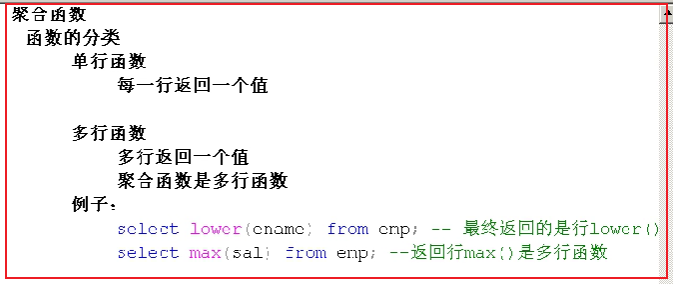 聚合函数
函数的分类
单行函数
每一行返回一个值
多行函数
多行返回一个值
聚合函数是多行函数
例子：
select lower(ename) from emp; -- 最终返回的是行lower()
select max(sal) from emp; --返回行max()是多行函数